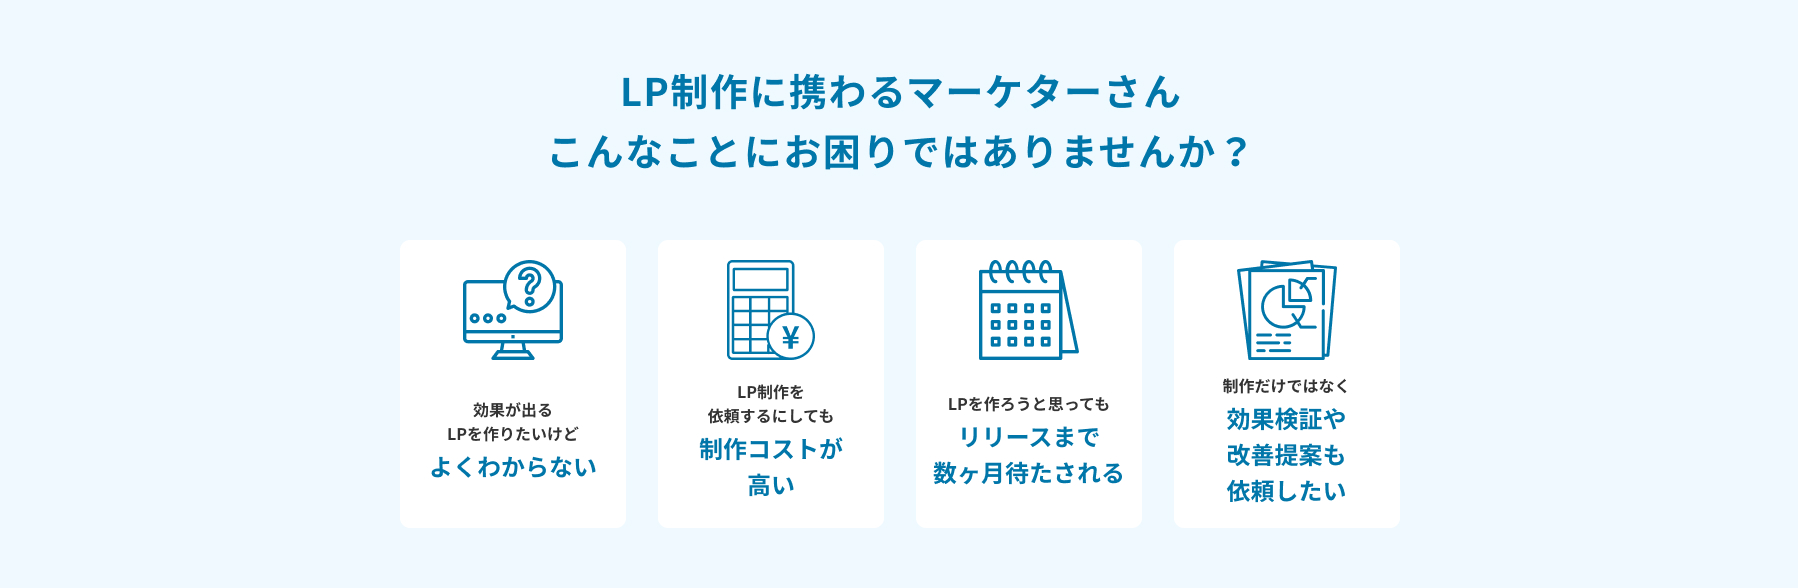 LP制作に携わるマーケターさん
こんなことにお困りではありませんか？
効果が出る
LPを作りたいけど
よくわからない
¥
LP制作を
依頼するにしても
制作コストが
高い
LPを作ろうと思っても
リリースまで
数ヶ月待たされる
制作だけではなく
効果検証や
改善提案も
依頼したい